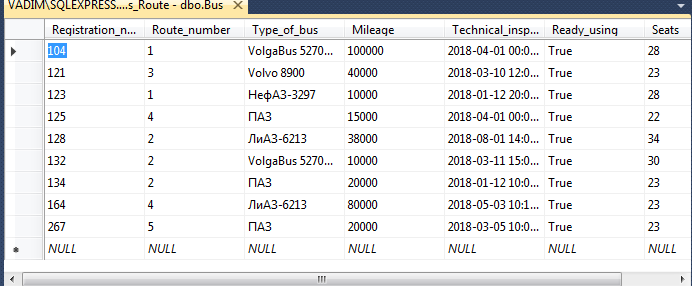 VADIM\SQLEXPRESS....s_Route - dbo.Bus
Registration_n... Route_number Type_of_bus Mileage Technical_insp... Ready_using Seats
104 1 VolgaBus 5270... 100000 2018-04-01 00:0... True 28
121 3 Volvo 8900 40000 2018-03-10 12:0... True 23
123 1 НефАЗ-3297 10000 2018-01-12 20:0... True 28
125 4 ПАЗ 15000 2018-04-01 00:0... True 22
128 2 ЛиАЗ-6213 38000 2018-08-01 14:0... True 34
132 2 VolgaBus 5270... 10000 2018-03-11 15:0... True 30
134 2 ПАЗ 20000 2018-01-12 10:0... True 23
164 4 ЛиАЗ-6213 80000 2018-05-03 10:1... True 23
267 5 ПАЗ 20000 2018-03-05 10:0... True 23
NULL NULL NULL NULL NULL NULL NULL